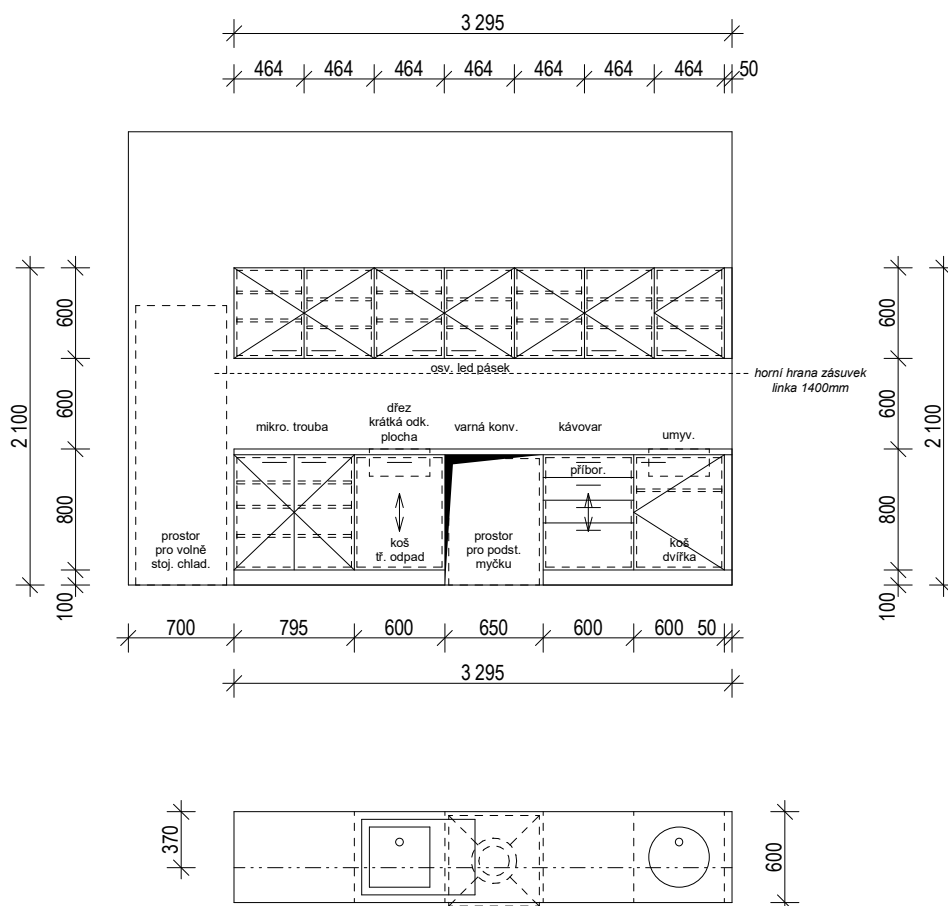 3 295
464 464 464 464 464 464 464 50
600
600
2 100
800
100
600
600
2 100
800
100
osv. led pásek
horní hrana zásuvek
linka 1400mm
mikro. trouba
dřez
krátká odk.
plocha
varná konv.
kávovar
umyv.
příbor.
prostor
pro volně
stoj. chlad.
koš
tř. odpad
prostor
pro podst.
myčku
koš
dvířka
700 795 600 650 600 600 50
3 295
370
600